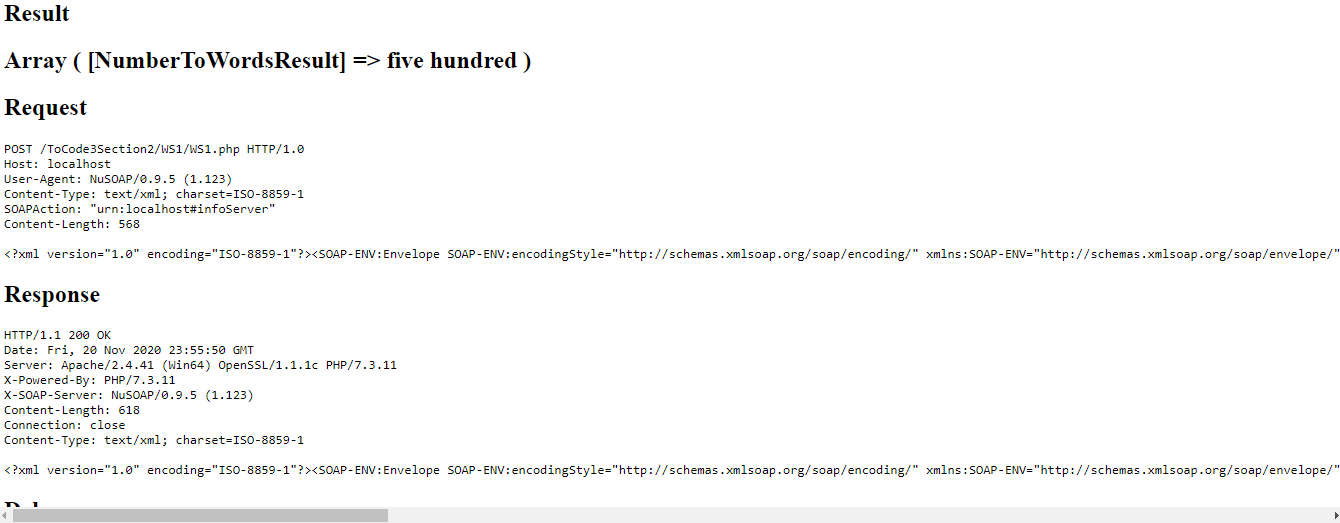 Result
Array ( [NumberToWordsResult] => five hundred )
Request
POST /ToCode3Section2/WS1/WS1.php HTTP/1.0
Host: localhost
User-Agent: NuSOAP/0.9.5 (1.123)
Content-Type: text/xml; charset=ISO-8859-1
SOAPAction: "urn:localhost#infoServer"
Content-Length: 568
<?xml version="1.0" encoding="ISO-8859-1"?><SOAP-ENV:Envelope SOAP-ENV:encodingStyle="http://schemas.xmlsoap.org/soap/encoding/" xmlns:SOAP-ENV="http://schemas.xmlsoap.org/soap/envelope/"
Response
HTTP/1.1 200 OK
Date: Fri, 20 Nov 2020 23:55:50 GMT
Server: Apache/2.4.41 (Win64) OpenSSL/1.1.1c PHP/7.3.11
X-Powered-By: PHP/7.3.11
X-SOAP-Server: NuSOAP/0.9.5 (1.123)
Content-Length: 618
Connection: close
Content-Type: text/xml; charset=ISO-8859-1
<?xml version="1.0" encoding="ISO-8859-1"?><SOAP-ENV:Envelope SOAP-ENV:encodingStyle="http://schemas.xmlsoap.org/soap/encoding/" xmlns:SOAP-ENV="http://schemas.xmlsoap.org/soap/envelope/"